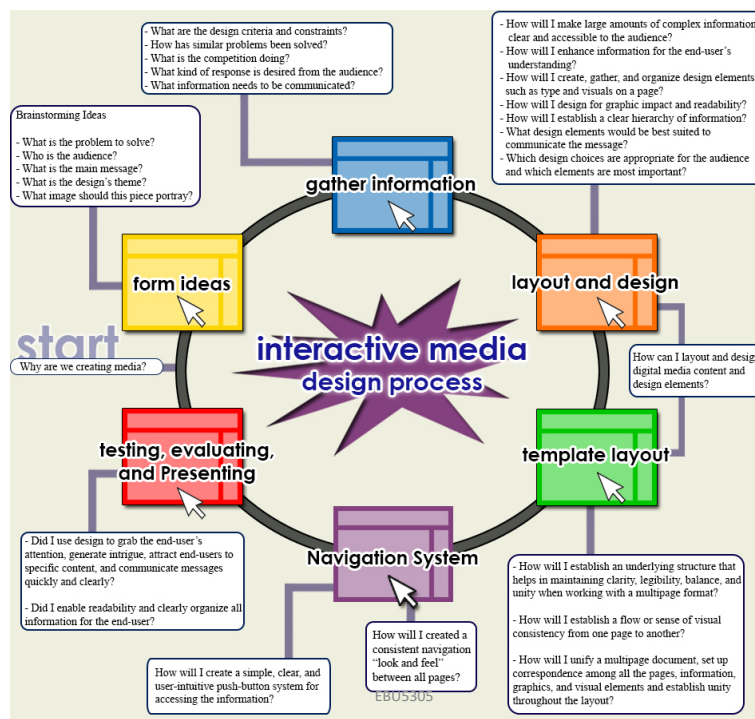 - What are the design criteria and constraints?
- How has similar problems been solved?
- What is the competition doing?
- What kind of response is desired from the audience?
- What information needs to be communicated?
- How will I make large amounts of complex information
clear and accessible to the audience?
- How will I enhance information for the end-user's
understanding?
- How will I create, gather, and organize design elements
such as type and visuals on a page?
- How will I design for graphic impact and readability?
- How will I establish a clear hierarchy of information?
- What design elements would be best suited to
communicate the message?
- Which design choices are appropriate for the audience
and which elements are most important?
Brainstorming Ideas
- What is the problem to solve?
- Who is the audience?
- What is the main message?
- What is the design's theme?
- What image should this piece portray?
gather information
form ideas
layout and design
start
Why are we creating media?
interactive media
design process
How can I layout and design
digital media content and
design elements?
testing, evaluating,
and Presenting
template layout
Navigation System
- Did I use design to grab the end-user's
attention, generate intrigue, attract end-users to
specific content, and communicate messages
quickly and clearly?
- Did I enable readability and clearly organize all
information for the end-user?
How will I create a simple, clear, and
user-intuitive push-button system for
accessing the information?
How will I created a
consistent navigation
“look and feel”
between all pages?
EBU5305
- How will I establish an underlying structure that
helps in maintaining clarity, legibility, balance, and
unity when working with a multipage format?
- How will I establish a flow or sense of visual
consistency from one page to another?
- How will I unify a multipage document, set up
correspondence among all the pages, information,
graphics, and visual elements and establish unity
throughout the layout?